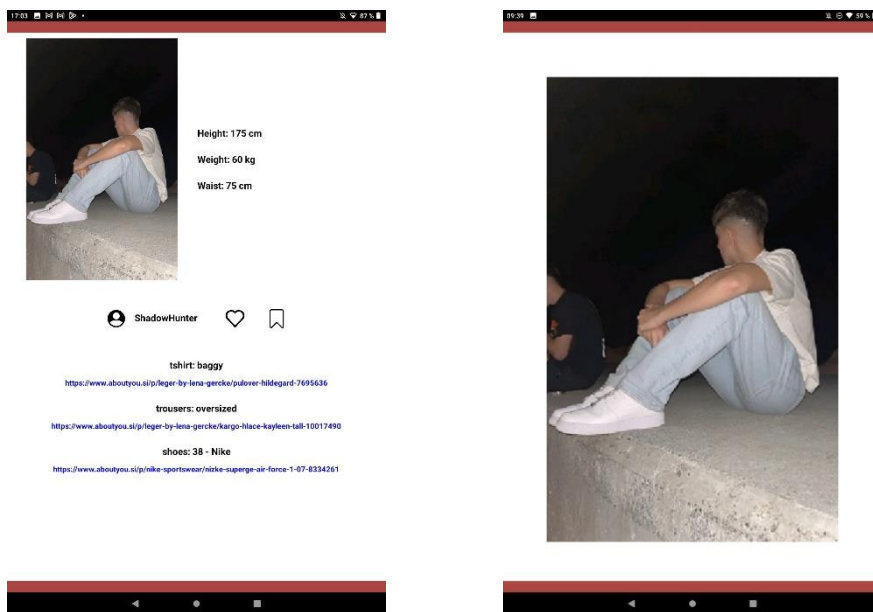 17:03
87 %
Height: 175 cm
Weight: 60 kg
Waist: 75 cm
ShadowHunter
tshirt: baggy
https://www.aboutyou.si/p/leger-by-lena-gercke/pulover-hildegard-7695636
trousers: oversized
https://www.aboutyou.si/p/leger-by-lena-gercke/kargo-hlace-kayleen-tall-10017490
shoes: 38 - Nike
https://www.aboutyou.si/p/nike-sportswear/nizke-superge-air-force-1-07-8334261
09:39
59 %